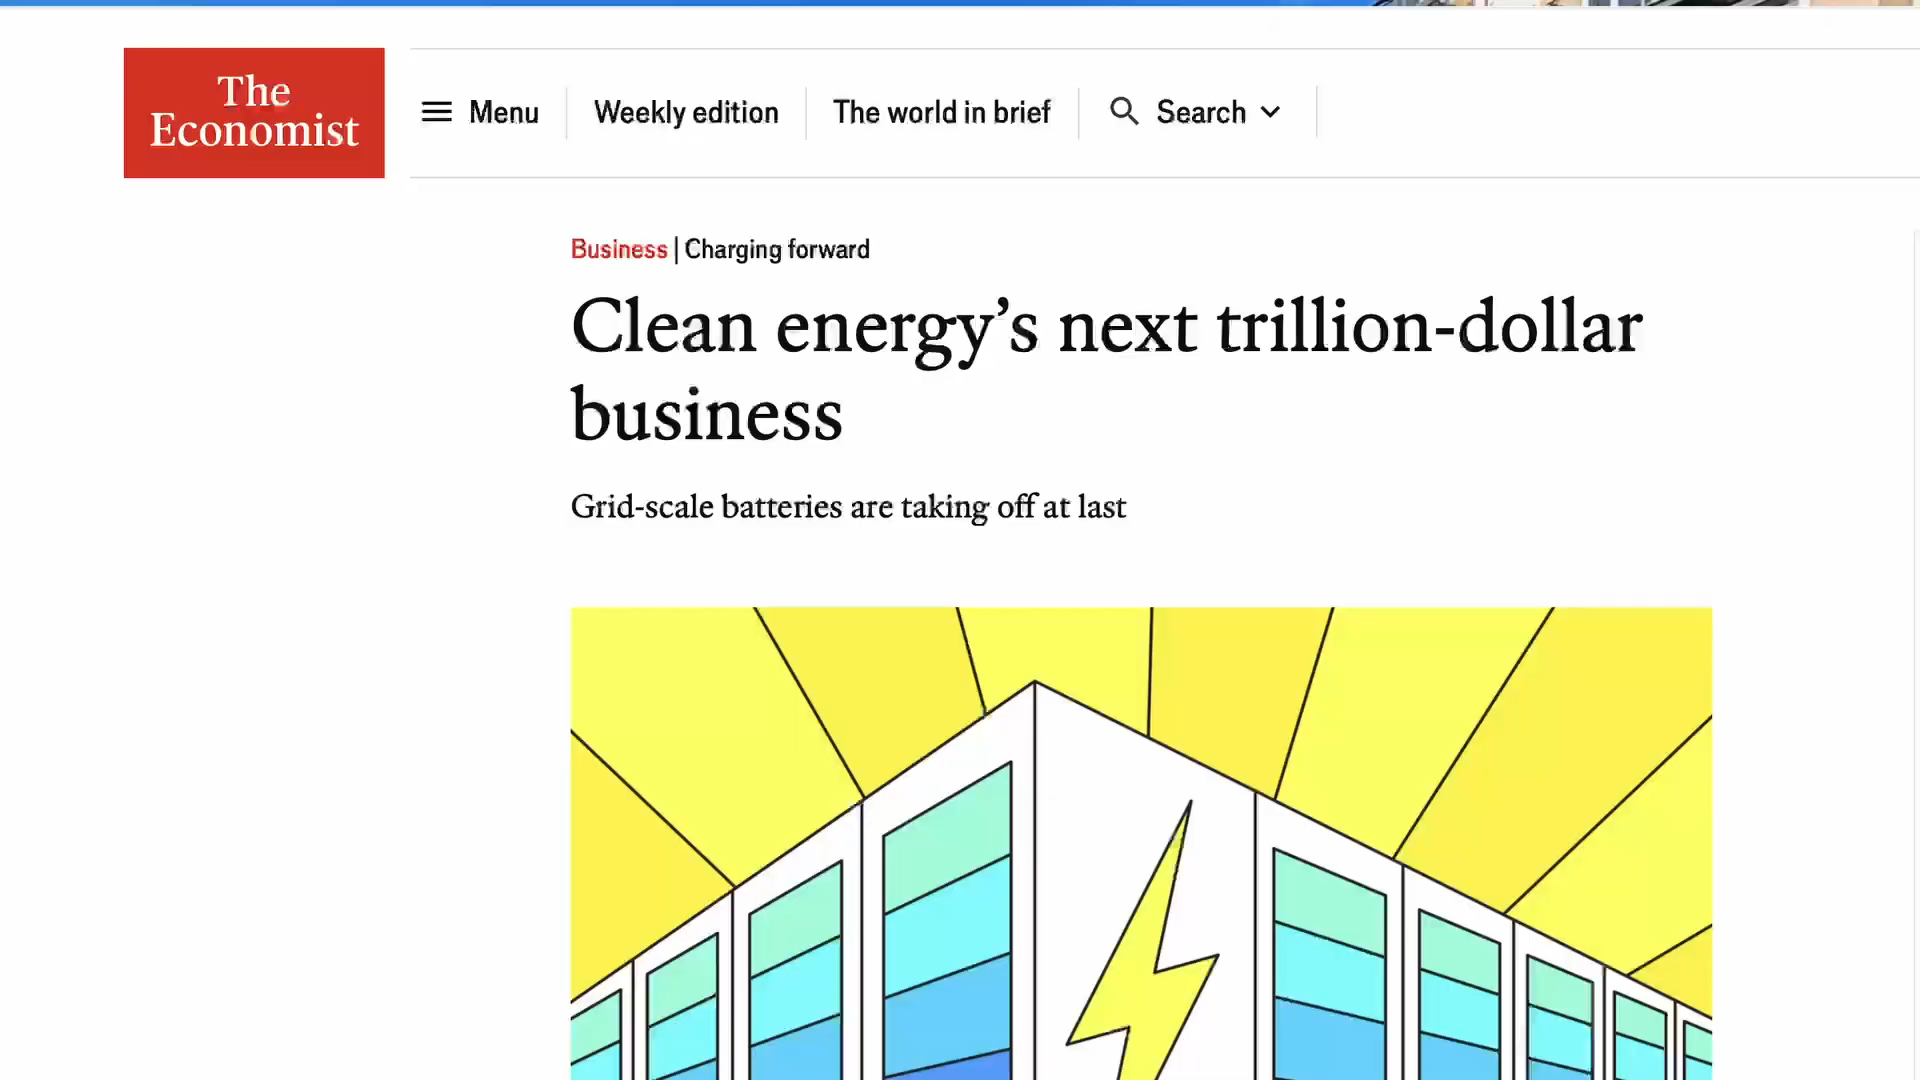 The
Economist
Menu
Weekly edition
The world in brief
Search
Business | Charging forward
Clean energy’s next trillion-dollar
business
Grid-scale batteries are taking off at last